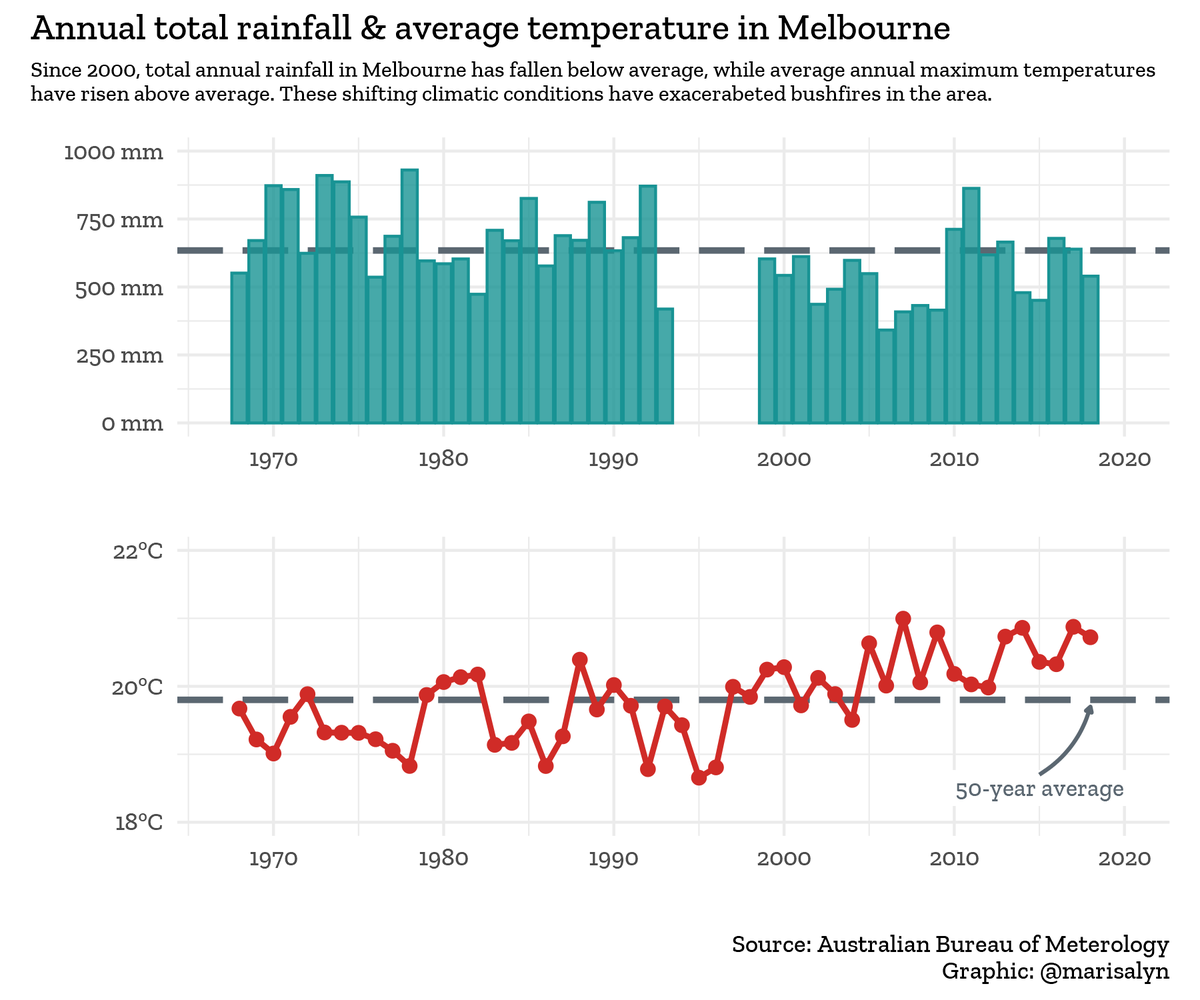 Annual total rainfall & average temperature in Melbourne
Since 2000, total annual rainfall in Melbourne has fallen below average, while average annual maximum temperatures
have risen above average. These shifting climatic conditions have exacerabeted bushfires in the area.
1000 mm
750 mm
500 mm
250 mm
0 mm
1970 1980 1990 2000 2010 2020
22°C
20°C
18°C
50-year average
1970 1980 1990 2000 2010 2020
Source: Australian Bureau of Meterology
Graphic: @marisalyn